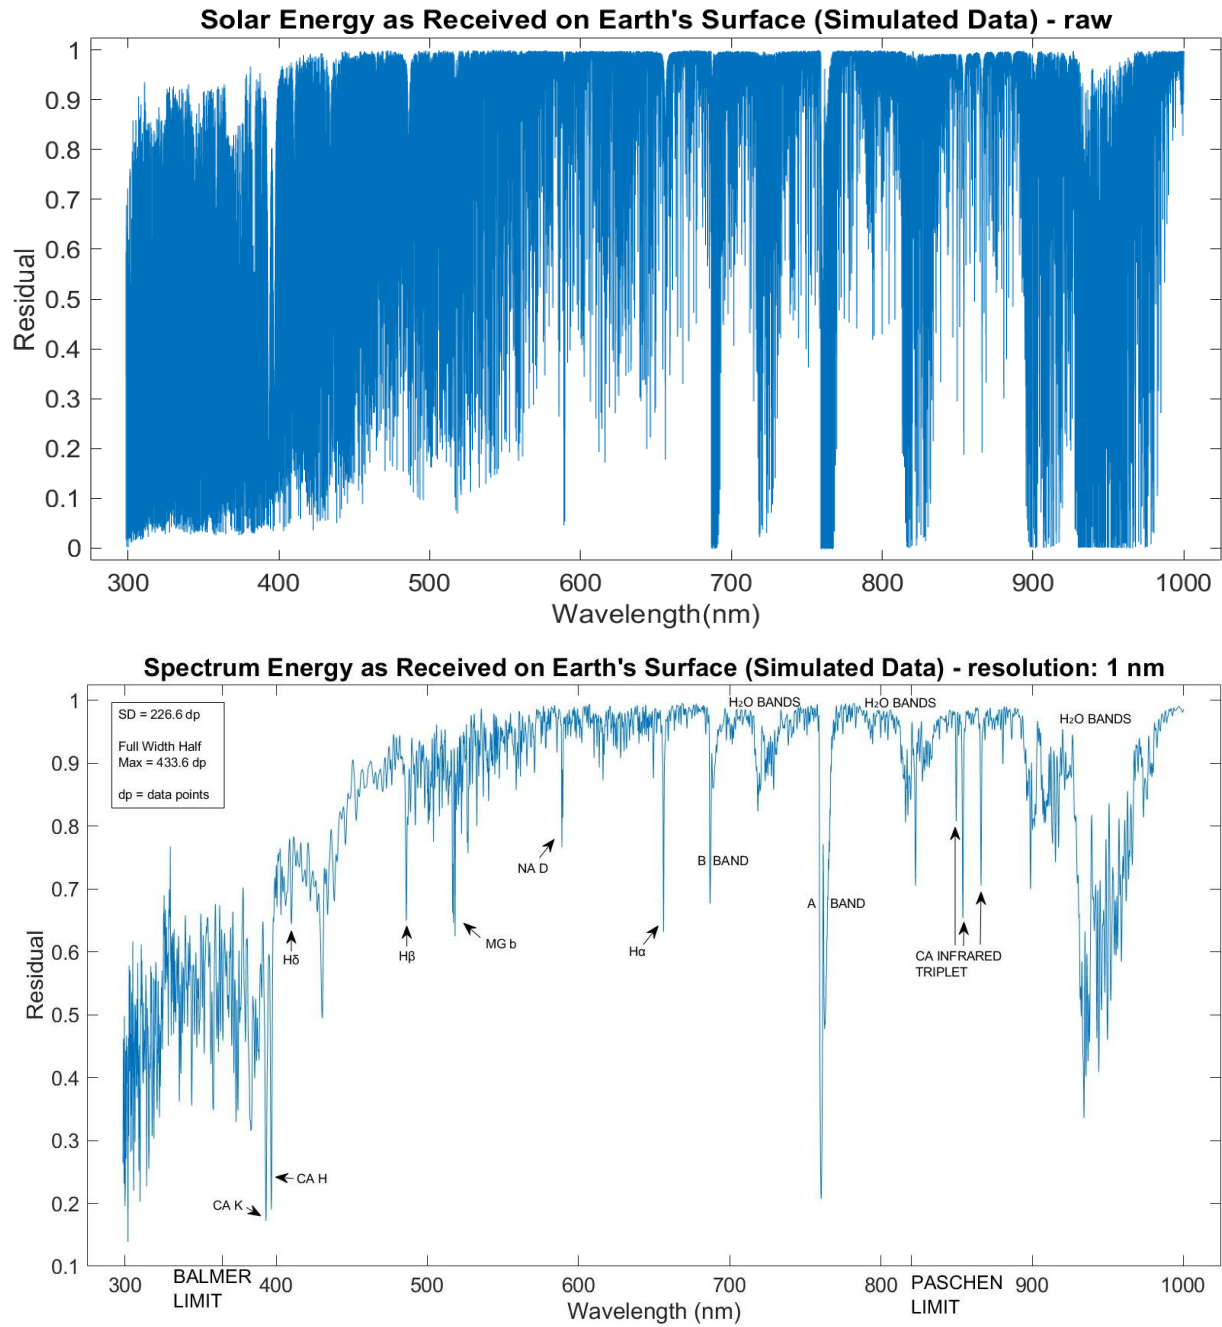 Solar Energy as Received on Earth's Surface (Simulated Data) - raw
1
0.9
0.8
0.7
0.6
0.5
0.4
0.3
0.2
0.1
0
Residual
300 400 500 600 700 800 900 1000
Wavelength(nm)
Spectrum Energy as Received on Earth's Surface (Simulated Data) - resolution: 1 nm
1
0.9
0.8
0.7
0.6
0.5
0.4
0.3
0.2
0.1
Residual
SD = 226.6 dp
Full Width Half
Max = 433.6 dp
dp = data points
H₂O BANDS
H₂O BANDS
H₂O BANDS
NA D
B BAND
A BAND
Hδ
Hβ
MG b
Hα
CA INFRARED
TRIPLET
CA H
CA K
300 400 500 600 700 800 900 1000
BALMER
LIMIT
PASCHEN
LIMIT
Wavelength (nm)